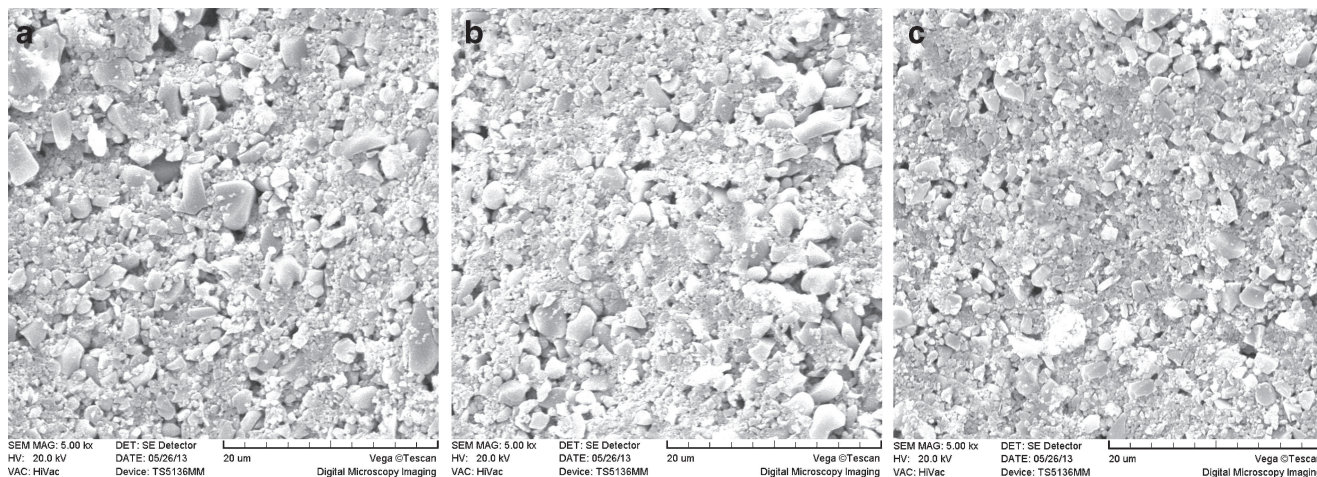 a
b
c
SEM MAG: 5.00 kx DET: SE Detector
HV: 20.0 kV DATE: 05/26/13 20 um Vega ©Tescan
VAC: HiVac Device: TS5136MM Digital Microscopy Imaging
SEM MAG: 5.00 kx DET: SE Detector
HV: 20.0 kV DATE: 05/26/13 20 um Vega ©Tescan
VAC: HiVac Device: TS5136MM Digital Microscopy Imaging
SEM MAG: 5.00 kx DET: SE Detector
HV: 20.0 kV DATE: 05/26/13 20 um Vega ©Tescan
VAC: HiVac Device: TS5136MM Digital Microscopy Imaging